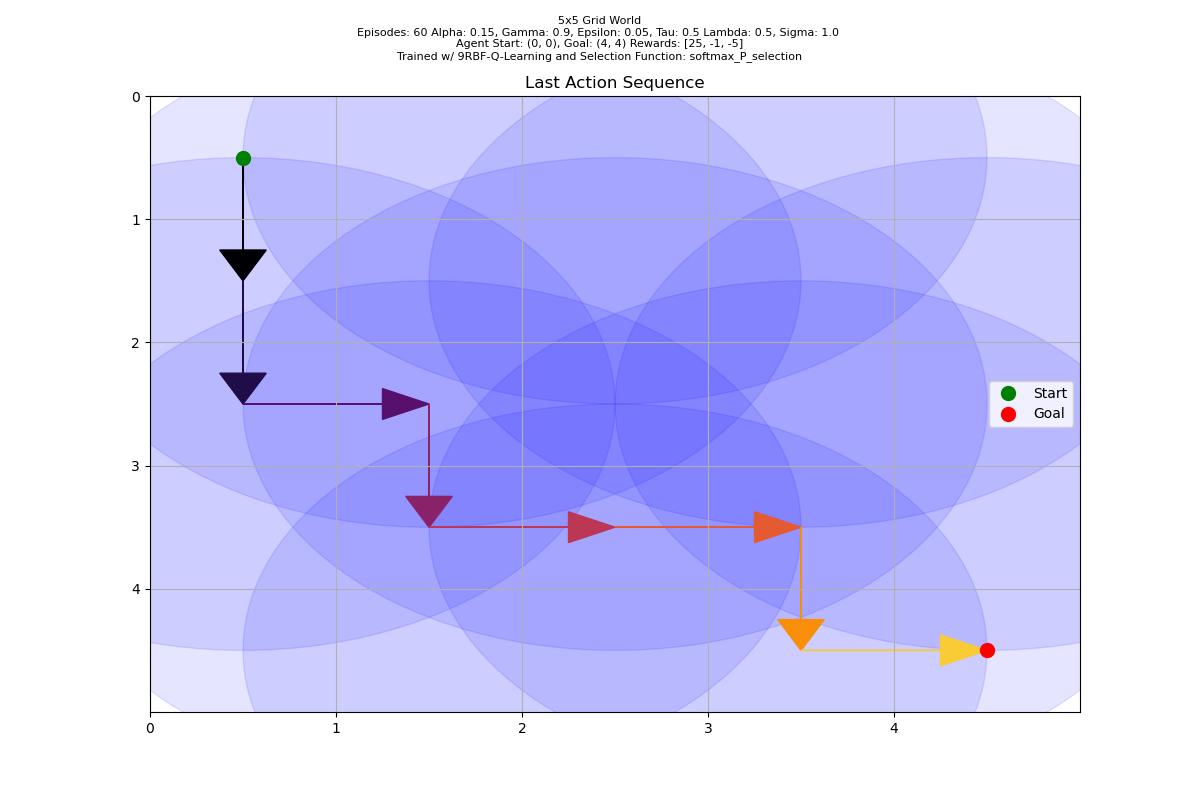 5x5 Grid World
Episodes: 60 Alpha: 0.15, Gamma: 0.9, Epsilon: 0.05, Tau: 0.5 Lambda: 0.5, Sigma: 1.0
Agent Start: (0, 0), Goal: (4, 4) Rewards: [25, -1, -5]
Trained w/ 9RBF-Q-Learning and Selection Function: softmax_P_selection
Last Action Sequence
0
1
2
3
4
Start
Goal
0 1 2 3 4